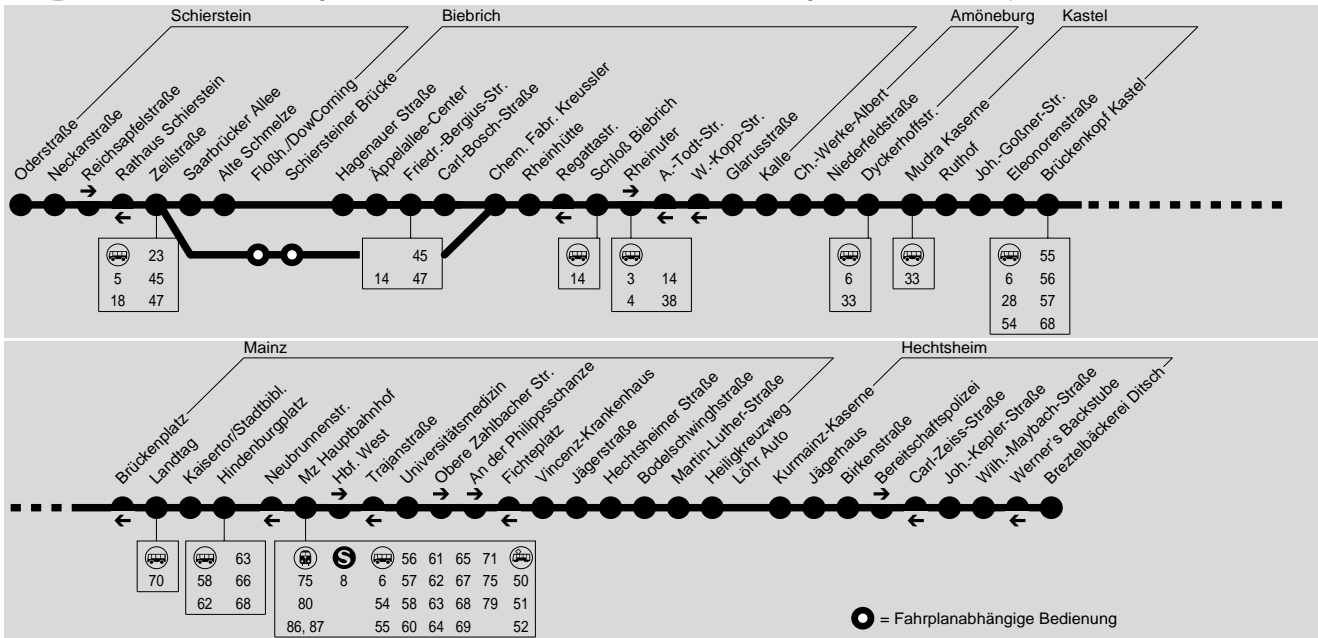 Schierstein
Biebrich
Amöneburg
Kastel
Oderstraße
Neckarstraße
Reichsapfelstraße
Rathaus Schierstein
Zeilstraße
Saarbrücker Allee
Alte Schmelze
Floßh./DowCorning
Schiersteiner Brücke
Hagenauer Straße
Äppelallee-Center
Friedr.-Bergius-Str.
Carl-Bosch-Straße
Chem. Fabr. Kreussler
Rheinhütte
Regattastr.
Schloß Biebrich
Rheinufer
A.-Todt-Str.
W.-Kopp-Str.
Glarusstraße
Kalle
Ch.-Werke-Albert
Niederfeldstraße
Dyckerhoffstr.
Mudra Kaserne
Ruthof
Joh.-Goßner-Str.
Eleonorenstraße
Brückenkopf Kastel
23
5 45
18 47
45
14 47
14
3 14
4 38
6
33
33
55
6 56
28 57
54 68
Mainz
Hechtsheim
Brückenplatz
Landtag
Kaisertor/Stadtbibl.
Hindenburgplatz
Neubrunnenstr.
Mz Hauptbahnhof
Hbf. West
Trajanstraße
Universitätsmedizin
Obere Zahlbacher Str.
An der Philippsschanze
Fichteplatz
Vincenz-Krankenhaus
Jägerstraße
Hechtsheimer Straße
Bodelschwinghstraße
Martin-Luther-Straße
Heiligkreuzweg
Löhr Auto
Kurmainz-Kaserne
Jägerhaus
Birkenstraße
Bereitschaftspolizei
Carl-Zeiss-Straße
Joh.-Kepler-Straße
Wilh.-Maybach-Straße
Werner's Backstube
Breztelbäckerei Ditsch
70
63
58 66
62 68
S 56 61 65 71
75 8 6 57 62 67 75 50
80 54 58 63 68 79 51
86, 87 55 60 64 69 52
= Fahrplanabhängige Bedienung